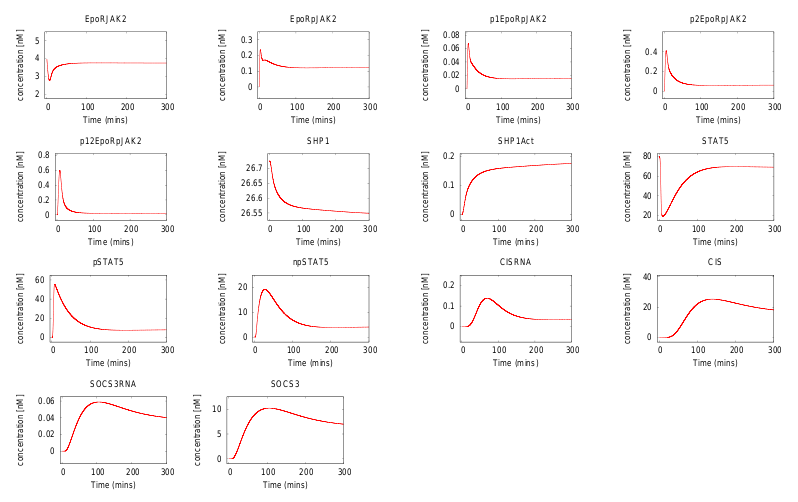 EpoRJAK2
EpoRpJAK2
p1EpoRpJAK2
p2EpoRpJAK2
concentration [nM]
5
4
3
2
0 100 200 300
Time (mins)
concentration [nM]
0.3
0.2
0.1
0
0 100 200 300
Time (mins)
concentration [nM]
0.08
0.06
0.04
0.02
0
0 100 200 300
Time (mins)
concentration [nM]
0.4
0.2
0
0 100 200 300
Time (mins)
p12EpoRpJAK2
SHP1
SHP1Act
STAT5
concentration [nM]
0.8
0.6
0.4
0.2
0
0 100 200 300
Time (mins)
concentration [nM]
26.7
26.65
26.6
26.55
0 100 200 300
Time (mins)
concentration [nM]
0.2
0.1
0
0 100 200 300
Time (mins)
concentration [nM]
80
60
40
20
0 100 200 300
Time (mins)
pSTAT5
npSTAT5
CISRNA
CIS
concentration [nM]
60
40
20
0
0 100 200 300
Time (mins)
concentration [nM]
20
10
0
0 100 200 300
Time (mins)
concentration [nM]
0.2
0.1
0
0 100 200 300
Time (mins)
concentration [nM]
40
20
0
0 100 200 300
Time (mins)
SOCS3RNA
SOCS3
concentration [nM]
0.06
0.04
0.02
0
0 100 200 300
Time (mins)
concentration [nM]
10
5
0
0 100 200 300
Time (mins)